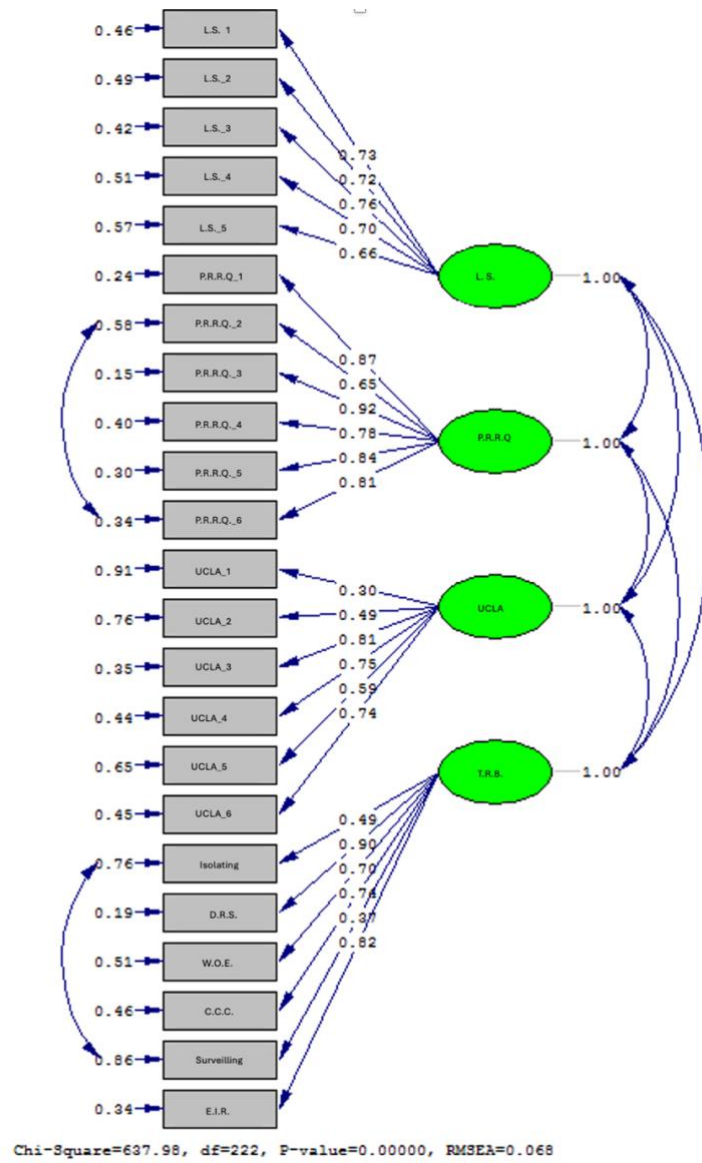 0.46 L.S. 1
0.49 L.S._2
0.42 L.S._3
0.73
0.72
0.51 L.S._4
0.76
0.70
0.57 L.S._5
0.66
0.24 P.R.R.Q_1
L.S. 1.00
0.58 P.R.R.Q._2
0.87
0.15 P.R.R.Q._3
0.65
0.92
0.40 P.R.R.Q._4
0.78
P.R.R.Q 1.00
0.84
0.30 P.R.R.Q._5
0.81
0.34 P.R.R.Q._6
0.91 UCLA_1
0.30
0.76 UCLA_2
0.49
UCLA 1.00
0.81
0.35 UCLA_3
0.75
0.59
0.44 UCLA_4
0.74
0.65 UCLA_5
T.R.B. 1.00
0.45 UCLA_6
0.49
0.76 Isolating
0.90
0.70
0.19 D.R.S.
0.74
0.37
0.51 W.O.E.
0.82
0.46 C.C.C.
0.86 Surveilling
0.34 E.I.R.
Chi-Square=637.98, df=222, P-value=0.00000, RMSEA=0.068